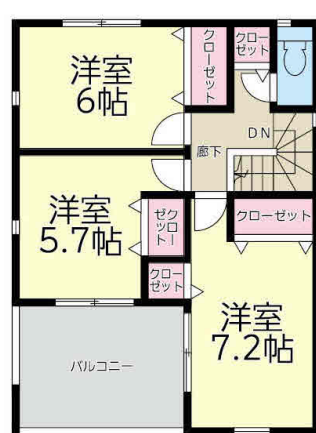 洋室
6帖
クロー
ゼット
クローゼット
DN
廊下
洋室
5.7帖
クロー
ゼット
クローゼット
クロー
ゼット
洋室
7.2帖
バルコニー